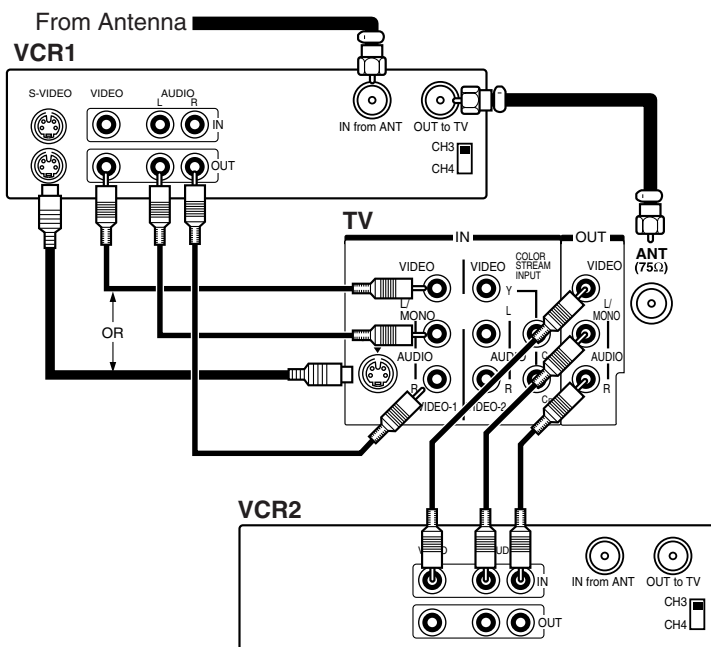 From Antenna
VCR1
S-VIDEO VIDEO AUDIO
L R
IN
IN from ANT OUT to TV
OUT
CH3
CH4
TV
IN OUT
ANT
(75Ω)
VIDEO VIDEO COLOR STREAM INPUT VIDEO
Y
L/MONO L L/MONO
OR
AUDIO AUDIO AUDIO
R R R
VIDEO-1 VIDEO-2
VCR2
IN
IN from ANT OUT to TV
OUT
CH3
CH4